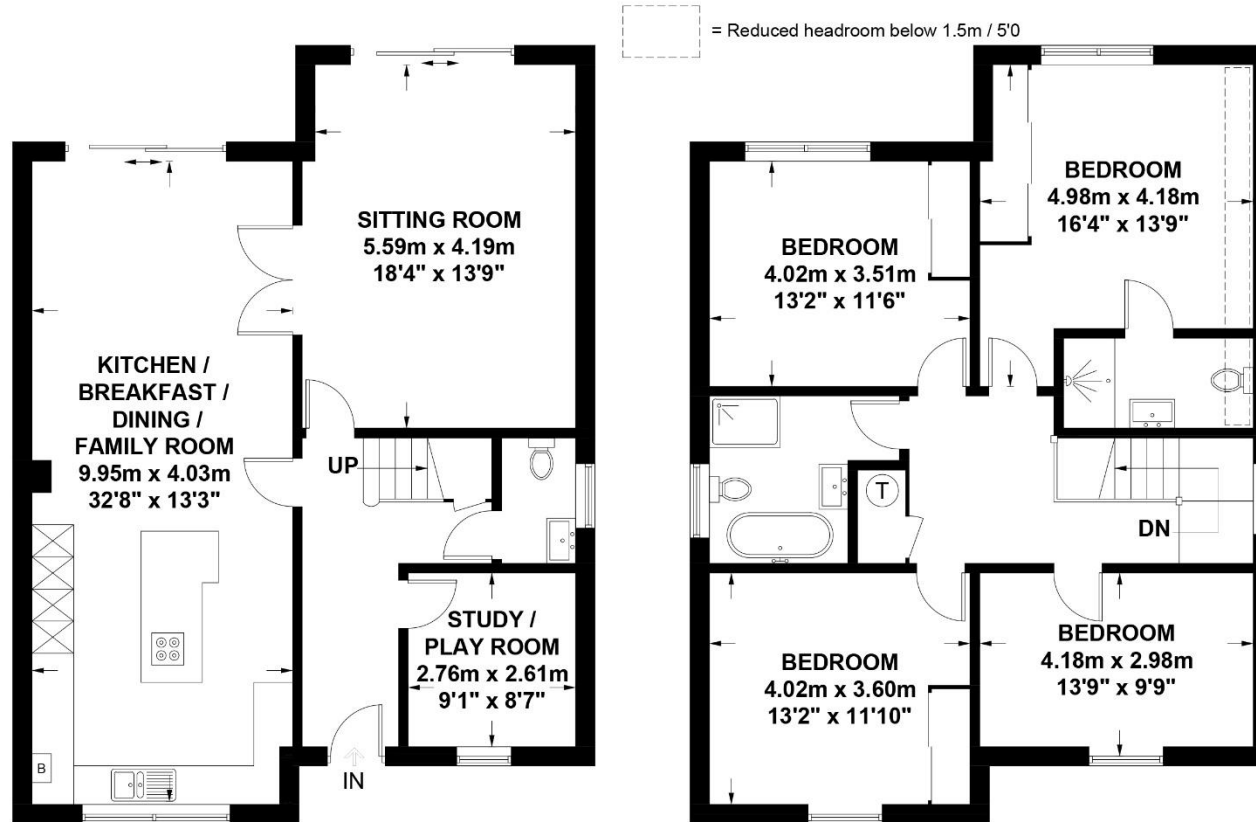 = Reduced headroom below 1.5m / 5'0
SITTING ROOM
5.59m x 4.19m
18'4" x 13'9"
KITCHEN /
BREAKFAST /
DINING /
FAMILY ROOM
9.95m x 4.03m
32'8" x 13'3"
UP
STUDY /
PLAY ROOM
2.76m x 2.61m
9'1" x 8'7"
B
IN
BEDROOM
4.98m x 4.18m
16'4" x 13'9"
BEDROOM
4.02m x 3.51m
13'2" x 11'6"
T
DN
BEDROOM
4.02m x 3.60m
13'2" x 11'10"
BEDROOM
4.18m x 2.98m
13'9" x 9'9"